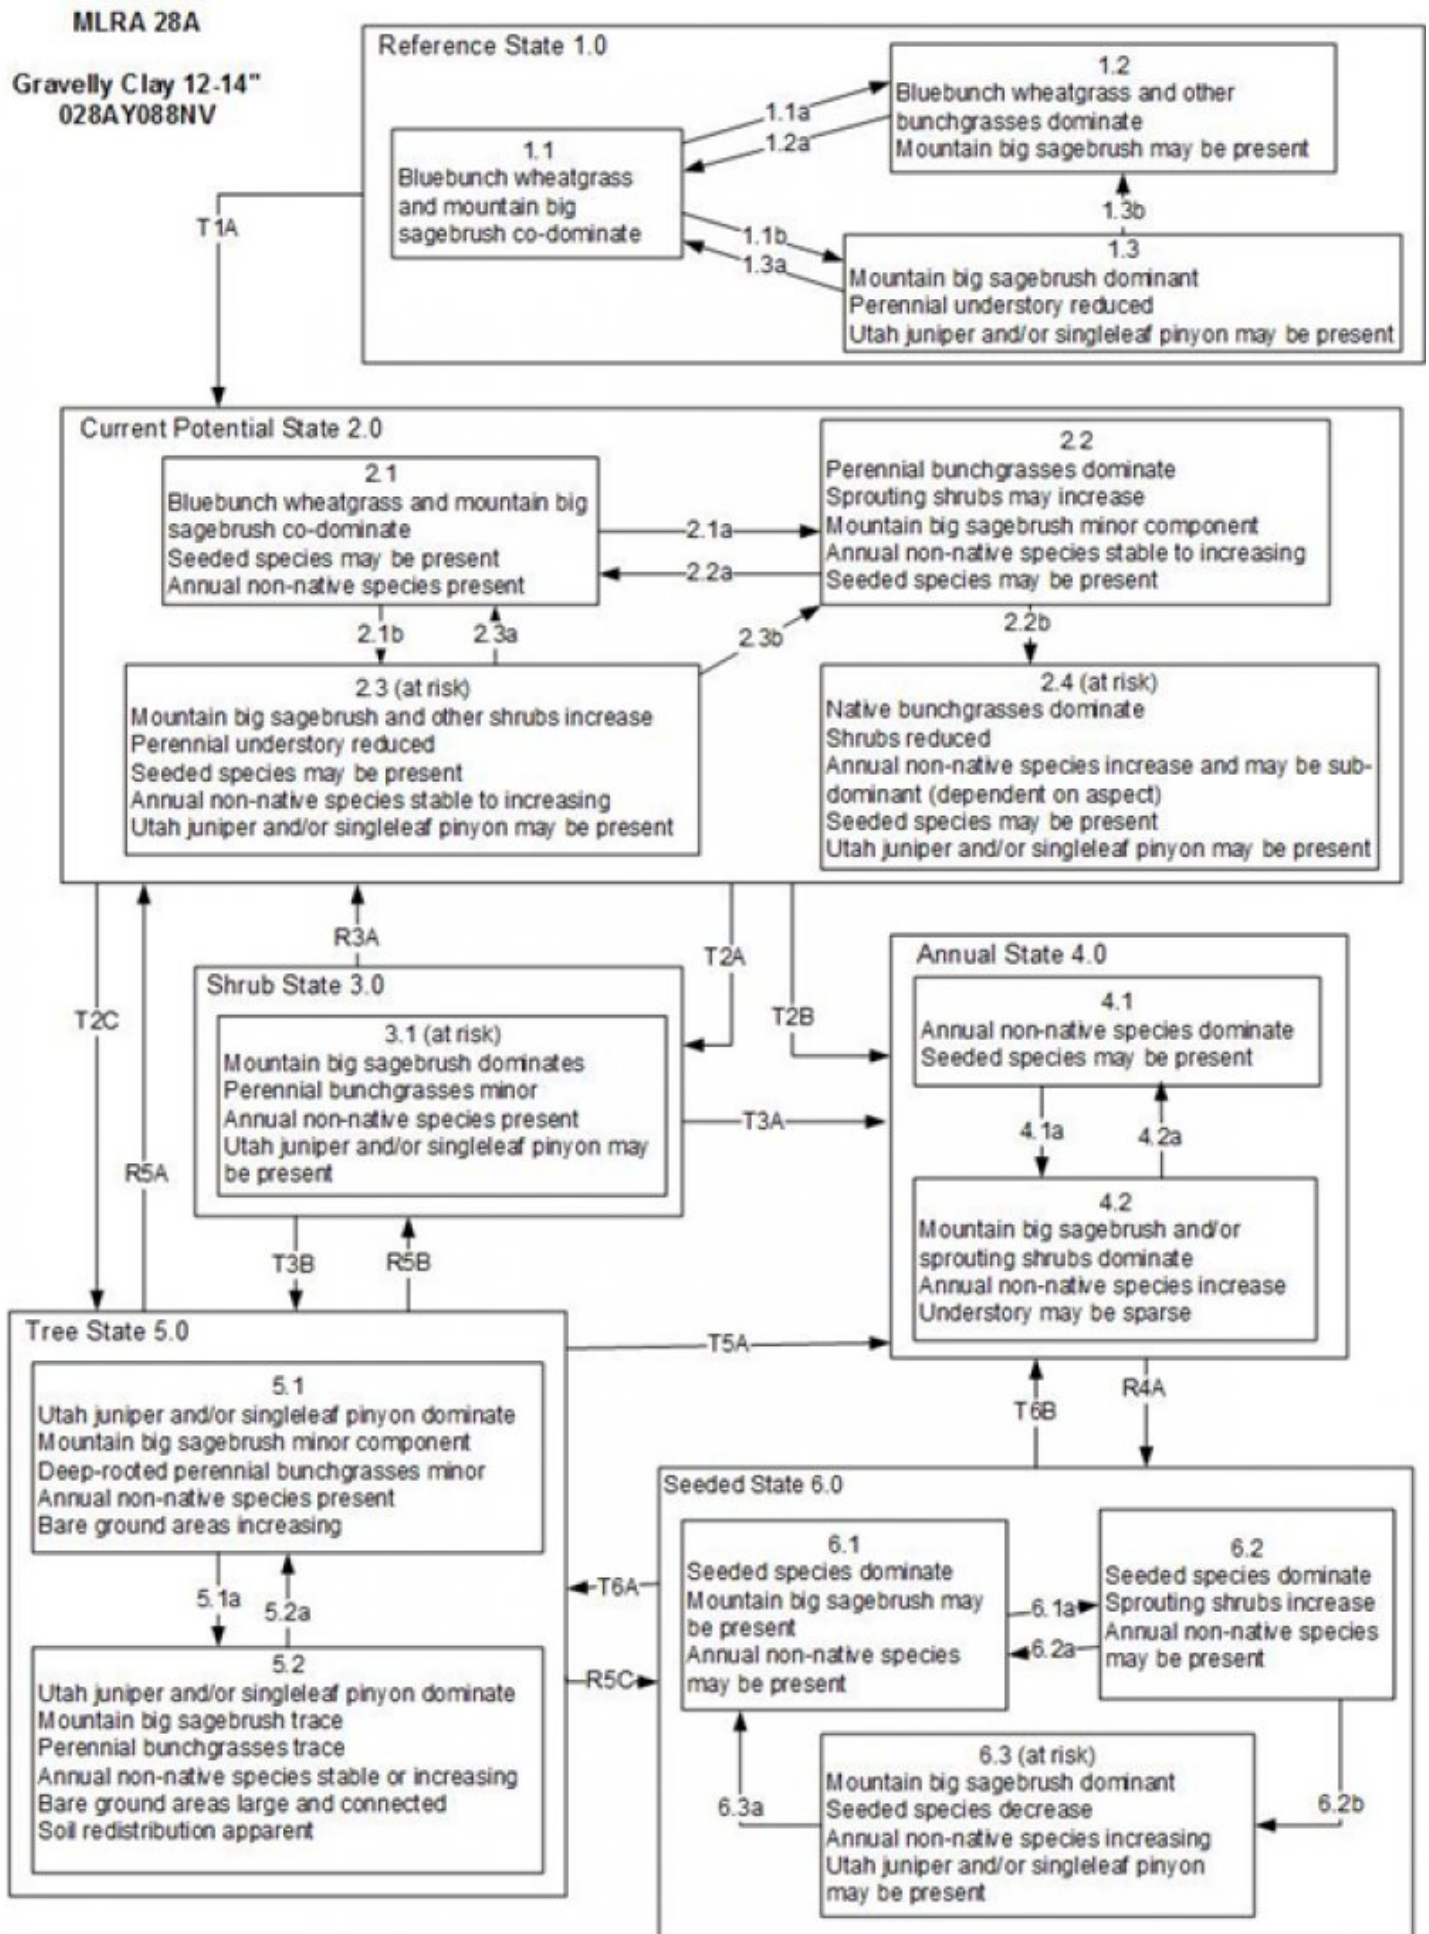 MLRA 28A
Gravelly Clay 12-14"
028AY088NV
Reference State 1.0
1.1
Bluebunch wheatgrass
and mountain big
sagebrush co-dominate
1.1a
1.2a
1.2
Bluebunch wheatgrass and other
bunchgrasses dominate
Mountain big sagebrush may be present
1.3b
1.1b
1.3a
1.3
Mountain big sagebrush dominant
Perennial understory reduced
Utah juniper and/or singleleaf pinyon may be present
T1A
Current Potential State 2.0
2.1
Bluebunch wheatgrass and mountain big
sagebrush co-dominate
Seeded species may be present
Annual non-native species present
2.1a
2.2a
2.2
Perennial bunchgrasses dominate
Sprouting shrubs may increase
Mountain big sagebrush minor component
Annual non-native species stable to increasing
Seeded species may be present
2.1b
2.3a
2.3b
2.2b
2.3 (at risk)
Mountain big sagebrush and other shrubs increase
Perennial understory reduced
Seeded species may be present
Annual non-native species stable to increasing
Utah juniper and/or singleleaf pinyon may be present
2.4 (at risk)
Native bunchgrasses dominate
Shrubs reduced
Annual non-native species increase and may be sub-
dominant (dependent on aspect)
Seeded species may be present
Utah juniper and/or singleleaf pinyon may be present
T2C
R5A
R3A
T2A
T2B
Shrub State 3.0
3.1 (at risk)
Mountain big sagebrush dominates
Perennial bunchgrasses minor
Annual non-native species present
Utah juniper and/or singleleaf pinyon may
be present
T3A
T3B
R5B
Annual State 4.0
4.1
Annual non-native species dominate
Seeded species may be present
4.1a
4.2a
4.2
Mountain big sagebrush and/or
sprouting shrubs dominate
Annual non-native species increase
Understory may be sparse
T5A
T6B
R4A
Tree State 5.0
5.1
Utah juniper and/or singleleaf pinyon dominate
Mountain big sagebrush minor component
Deep-rooted perennial bunchgrasses minor
Annual non-native species present
Bare ground areas increasing
5.1a
5.2a
5.2
Utah juniper and/or singleleaf pinyon dominate
Mountain big sagebrush trace
Perennial bunchgrasses trace
Annual non-native species stable or increasing
Bare ground areas large and connected
Soil redistribution apparent
T6A
R5C
Seeded State 6.0
6.1
Seeded species dominate
Mountain big sagebrush may
be present
Annual non-native species
may be present
6.1a
6.2a
6.2
Seeded species dominate
Sprouting shrubs increase
Annual non-native species
may be present
6.3a
6.2b
6.3 (at risk)
Mountain big sagebrush dominant
Seeded species decrease
Annual non-native species increasing
Utah juniper and/or singleleaf pinyon
may be present